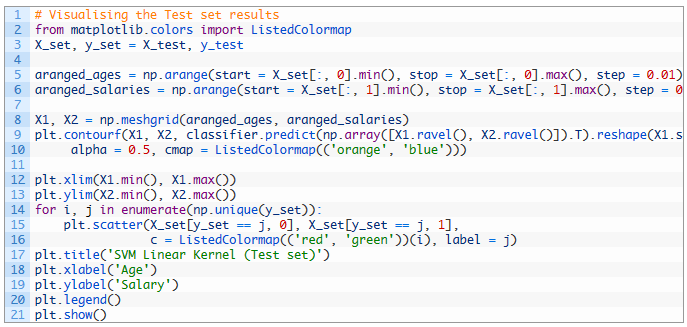 1 # Visualising the Test set results
2 from matplotlib.colors import ListedColormap
3 X_set, y_set = X_test, y_test
4
5 aranged_ages = np.arange(start = X_set[:, 0].min(), stop = X_set[:, 0].max(), step = 0.01)
6 aranged_salaries = np.arange(start = X_set[:, 1].min(), stop = X_set[:, 1].max(), step = 0
7
8 X1, X2 = np.meshgrid(aranged_ages, aranged_salaries)
9 plt.contourf(X1, X2, classifier.predict(np.array([X1.ravel(), X2.ravel()]).T).reshape(X1.s
10      alpha = 0.5, cmap = ListedColormap(('orange', 'blue')))
11
12 plt.xlim(X1.min(), X1.max())
13 plt.ylim(X2.min(), X2.max())
14 for i, j in enumerate(np.unique(y_set)):
15     plt.scatter(X_set[y_set == j, 0], X_set[y_set == j, 1],
16                 c = ListedColormap(('red', 'green'))(i), label = j)
17 plt.title('SVM Linear Kernel (Test set)')
18 plt.xlabel('Age')
19 plt.ylabel('Salary')
20 plt.legend()
21 plt.show()